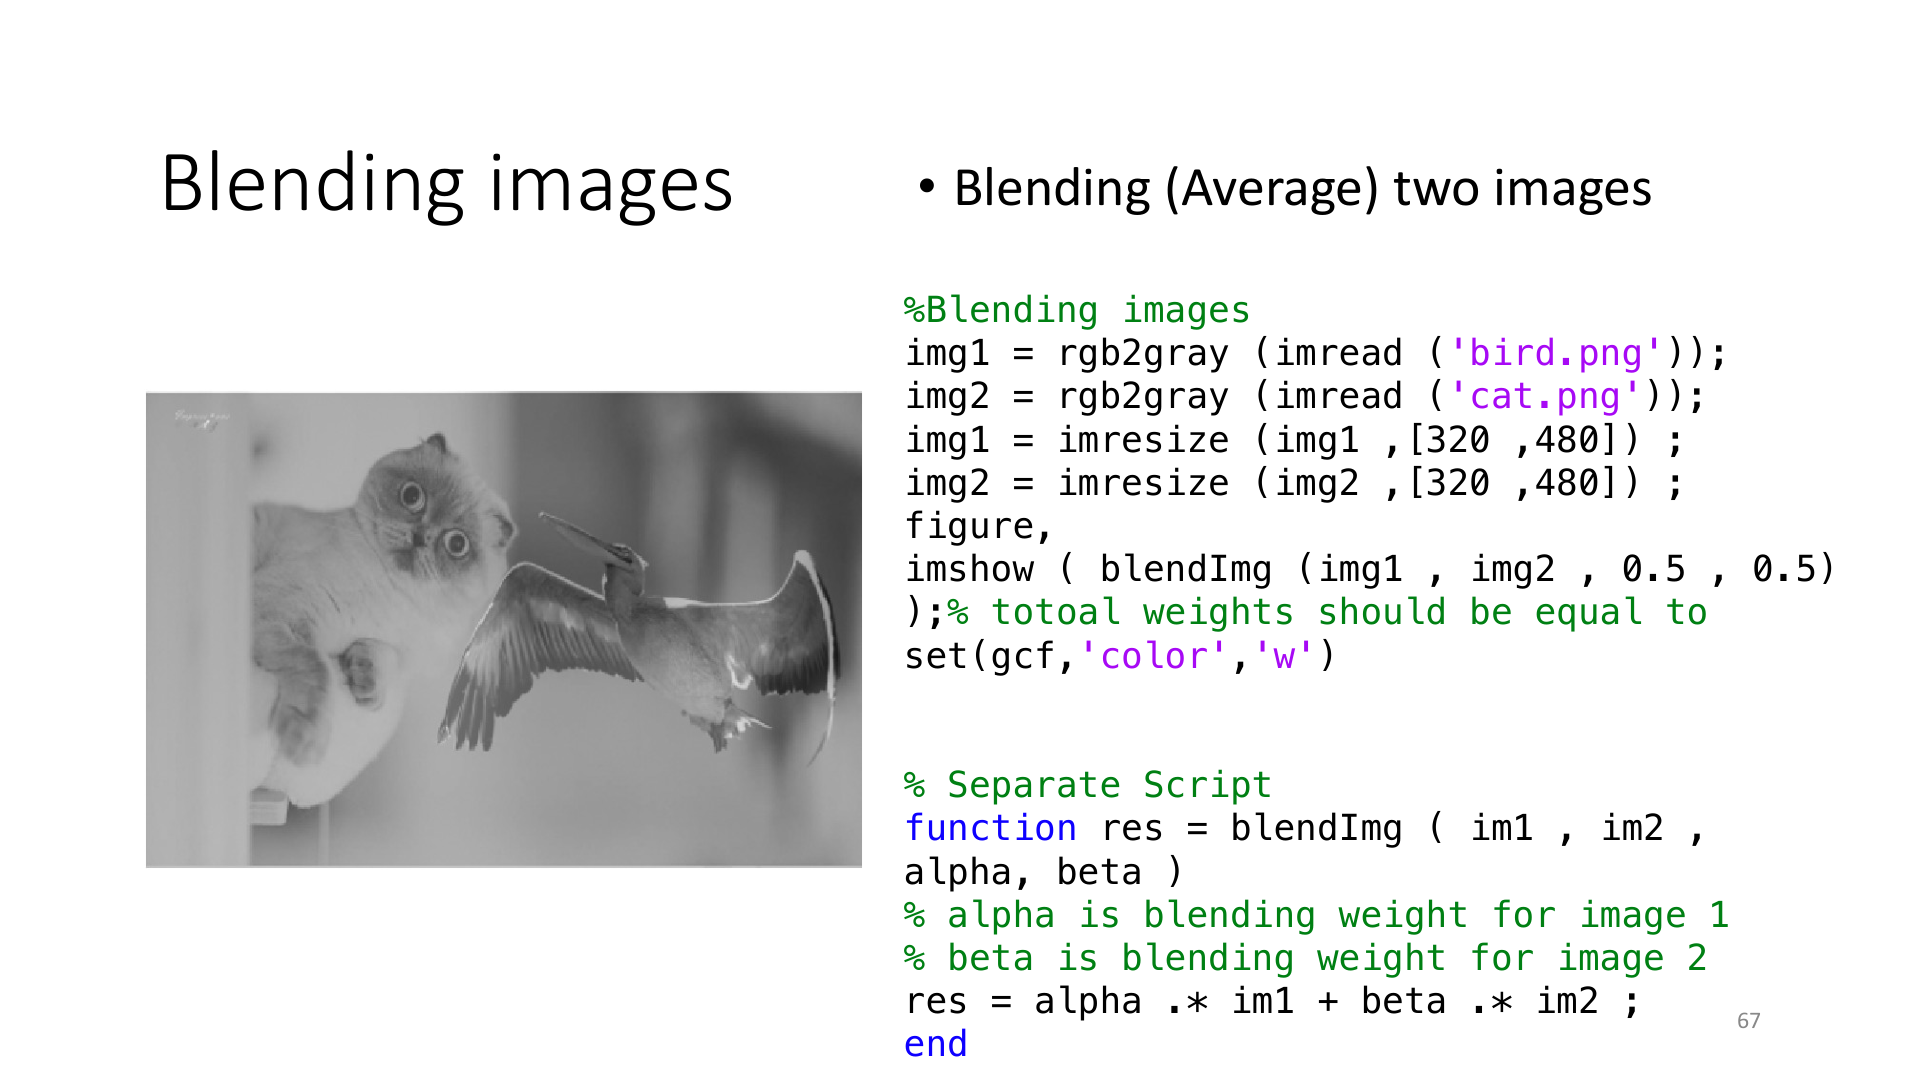 Blending images
• Blending (Average) two images
%Blending images
img1 = rgb2gray (imread ('bird.png'));
img2 = rgb2gray (imread ('cat.png'));
img1 = imresize (img1 ,[320 ,480]) ;
img2 = imresize (img2 ,[320 ,480]) ;
figure,
imshow ( blendImg (img1 , img2 , 0.5 , 0.5)
);% totoal weights should be equal to
set(gcf,'color','w')
% Separate Script
function res = blendImg ( im1 , im2 ,
alpha, beta )
% alpha is blending weight for image 1
% beta is blending weight for image 2
res = alpha .* im1 + beta .* im2 ;
end
67